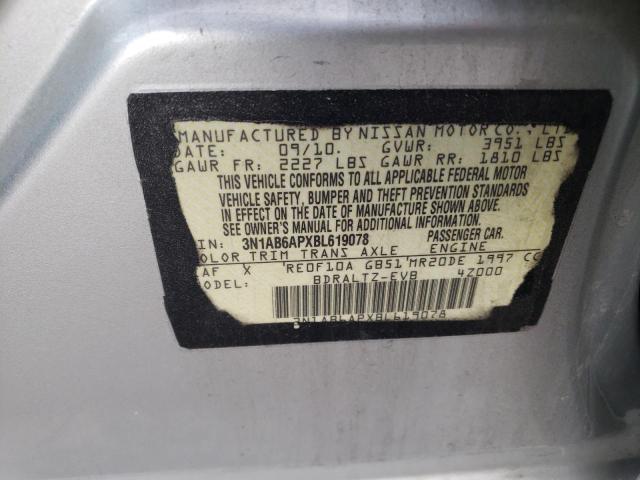 MANUFACTURED BY NISSAN MOTOR CO., LT
DATE: 09/10. GVWR: 3951 LBS
GAWR FR: 2227 LBS GAWR RR: 1810 LBS
THIS VEHICLE CONFORMS TO ALL APPLICABLE FEDERAL MOTOR
VEHICLE SAFETY, BUMPER AND THEFT PREVENTION STANDARDS
IN EFFECT ON THE DATE OF MANUFACTURE SHOWN ABOVE.
SEE OWNER'S MANUAL FOR ADDITIONAL INFORMATION
IN: 3N1AB6APXBL619078 PASSENGER CAR.
OLOR TRIM TRANS AXLE ENGINE
AF X 'RE0F10A GB51'MR20DE 1997 CC
ODEL: BDRALTZ-EVB 4Z000
3N1AB6APXBL619078